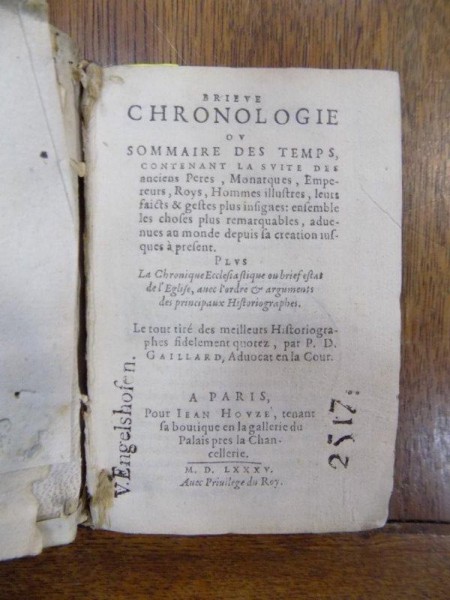 BRIEVE
CHRONOLOGIE
OV
SOMMAIRE DES TEMPS,
CONTENANT LA SVITE DES
anciens Peres, Monarques, Empe-
reurs, Roys, Hommes illustres, leurs
faicts & gestes plus insignes: ensemble
les choses plus remarquables, adue-
nues au monde depuis sa creation ius-
ques à present.
PLVS
La Chronique Ecclesiastique ou brief estat
de l'Eglise, auec l'ordre & arguments
des principaux Historiographes.
Le tout tiré des meilleurs Historiogra-
phes fidelement quotez, par P. D.
GAILLARD, Aduocat en la Cour.
A PARIS,
Pour IEAN HOVZE', tenant
sa boutique en la gallerie du
Palais pres la Chan-
cellerie.
M. D. LXXXV.
Auec Priuilege du Roy.
v. Engelshofen.
2517.